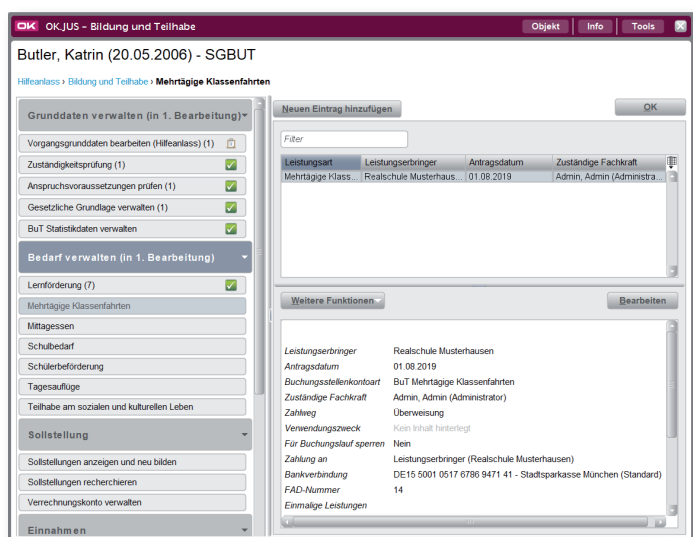 OK OK.JUS – Bildung und Teilhabe Objekt Info Tools
Butler, Katrin (20.05.2006) - SGBUT
Hilfeanlass › Bildung und Teilhabe › Mehrtägige Klassenfahrten
Grunddaten verwalten (in 1. Bearbeitung)
Vorgangsgrunddaten bearbeiten (Hilfeanlass) (1)
Zuständigkeitsprüfung (1)
Anspruchsvoraussetzungen prüfen (1)
Gesetzliche Grundlage verwalten (1)
BuT Statistikdaten verwalten
Bedarf verwalten (in 1. Bearbeitung)
Lernförderung (7)
Mehrtägige Klassenfahrten
Mittagessen
Schulbedarf
Schülerbeförderung
Tagesauflüge
Teilhabe am sozialen und kulturellen Leben
Sollstellung
Sollstellungen anzeigen und neu bilden
Sollstellungen recherchieren
Verrechnungskonto verwalten
Einnahmen
Neuen Eintrag hinzufügen
OK
Filter
Leistungsart Leistungserbringer Antragsdatum Zuständige Fachkraft
Mehrtägige Klass... Realschule Musterhaus... 01.08.2019 Admin, Admin (Administra...
Weitere Funktionen
Bearbeiten
Leistungserbringer Realschule Musterhausen
Antragsdatum 01.08.2019
Buchungsstellenkontoart BuT Mehrtägige Klassenfahrten
Zuständige Fachkraft Admin, Admin (Administrator)
Zahlweg Überweisung
Verwendungszweck Kein Inhalt hinterlegt
Für Buchungslauf sperren Nein
Zahlung an Leistungserbringer (Realschule Musterhausen)
Bankverbindung DE15 5001 0517 6786 9471 41 - Stadtsparkasse München (Standard)
FAD-Nummer 14
Einmalige Leistungen